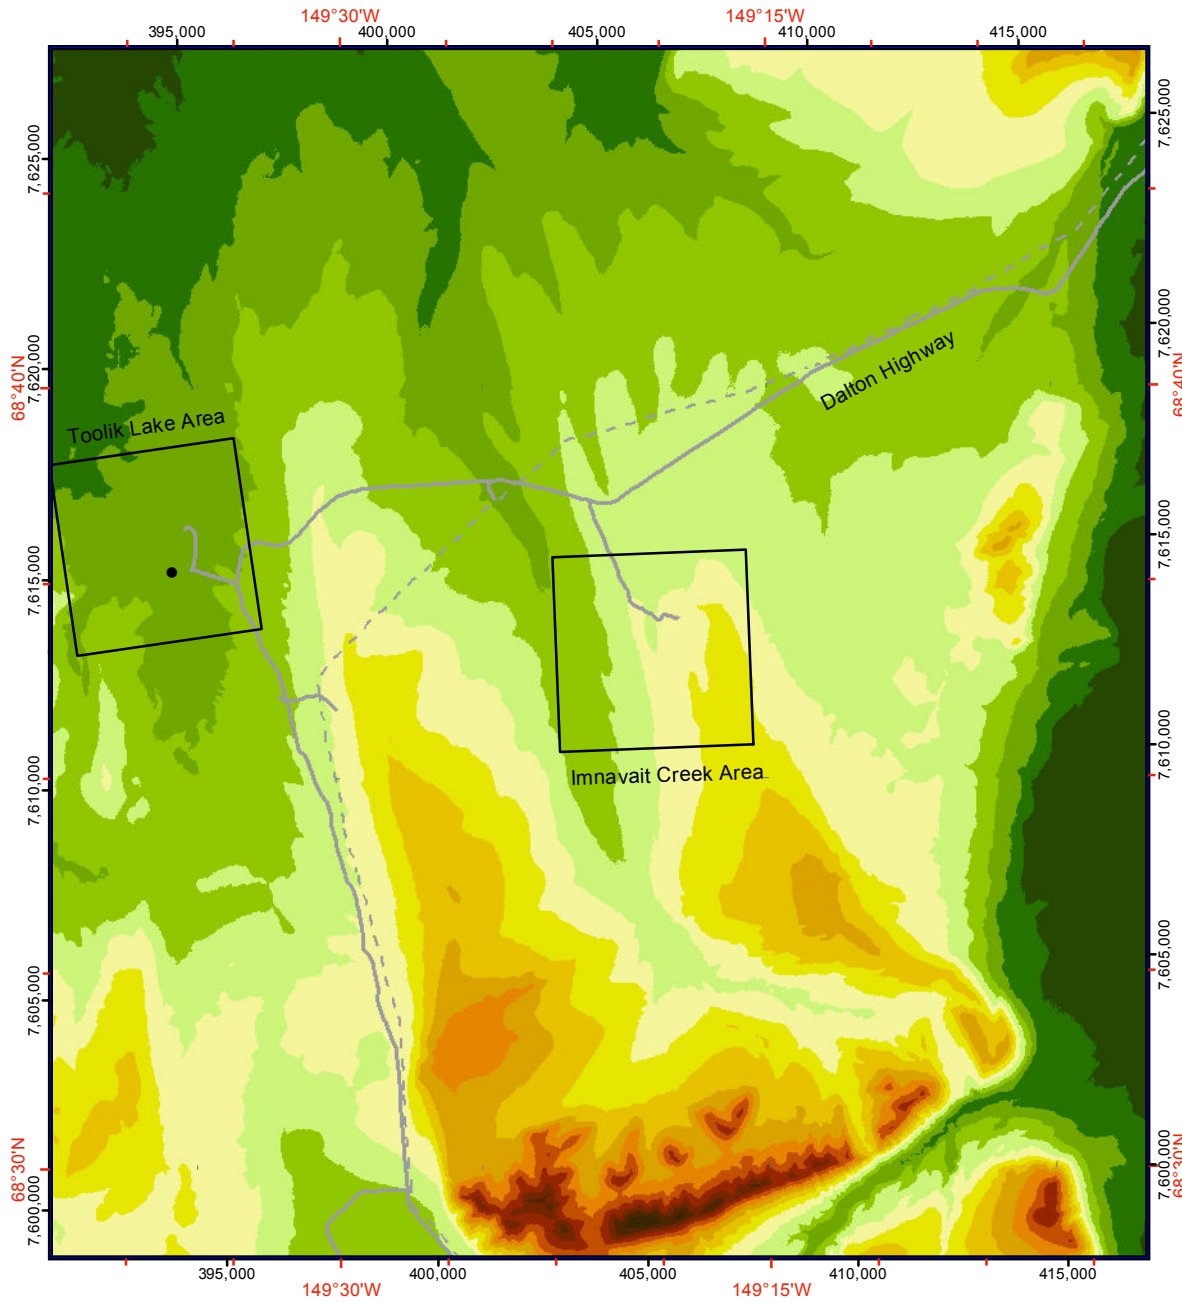 149°30'W
149°15'W
395,000
400,000
405,000
410,000
415,000
7,625,000
7,625,000
7,620,000
7,620,000
68°40'N
68°40'N
Dalton Highway
Toolik Lake Area
7,615,000
7,615,000
Imnavait Creek Area
7,610,000
7,610,000
7,605,000
7,605,000
68°30'N
68°30'N
7,600,000
7,600,000
395,000
400,000
405,000
410,000
415,000
149°30'W
149°15'W